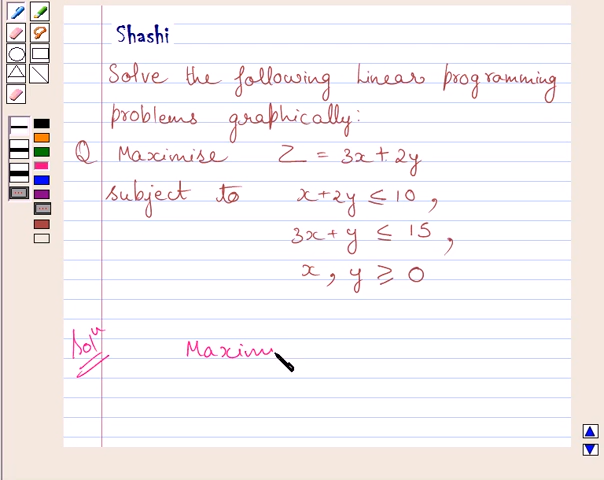 Shashi
Solve the following Linear programming
problems graphically:
Q Maximise Z = 3x + 2y
subject to x+2y ≤ 10 ,
3x + y ≤ 15 ,
x , y ≥ 0
Solⁿ Maxim